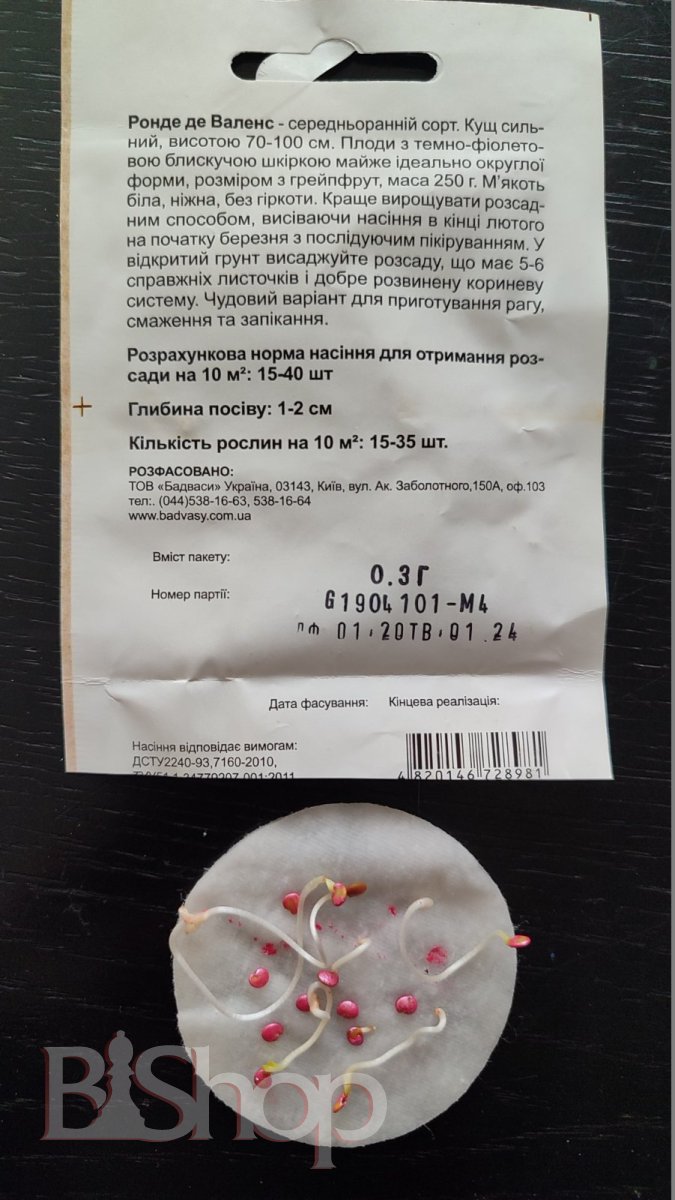 Ронде де Валенс - середньоранній сорт. Кущ силь-
ний, висотою 70-100 см. Плоди з темно-фіолето-
вою блискучою шкіркою майже ідеально округлої
форми, розміром з грейпфрут, маса 250 г. М'якоть
біла, ніжна, без гіркоти. Краще вирощувати розсад-
ним способом, висіваючи насіння в кінці лютого
на початку березня з послідуючим пікіруванням. У
відкритий грунт висаджуйте розсаду, що має 5-6
справжніх листочків і добре розвинену кориневу
систему. Чудовий варіант для приготування рагу,
смаження та запікання.
Розрахункова норма насіння для отримання роз-
сади на 10 м²: 15-40 шт
Глибина посіву: 1-2 см
Кількість рослин на 10 м²: 15-35 шт.
РОЗФАСОВАНО:
ТОВ «Бадваси» Україна, 03143, Київ, вул. Ак. Заболотного,150А, оф.103
тел:. (044)538-16-63, 538-16-64
www.badvasy.com.ua
Вміст пакету: 0.3Г
Номер партії: G1904101-М4
01.20ТВ.01.24
Дата фасування: Кінцева реалізація:
Насіння відповідає вимогам:
ДСТУ2240-93,7160-2010,
4 820146 728981
BiShop